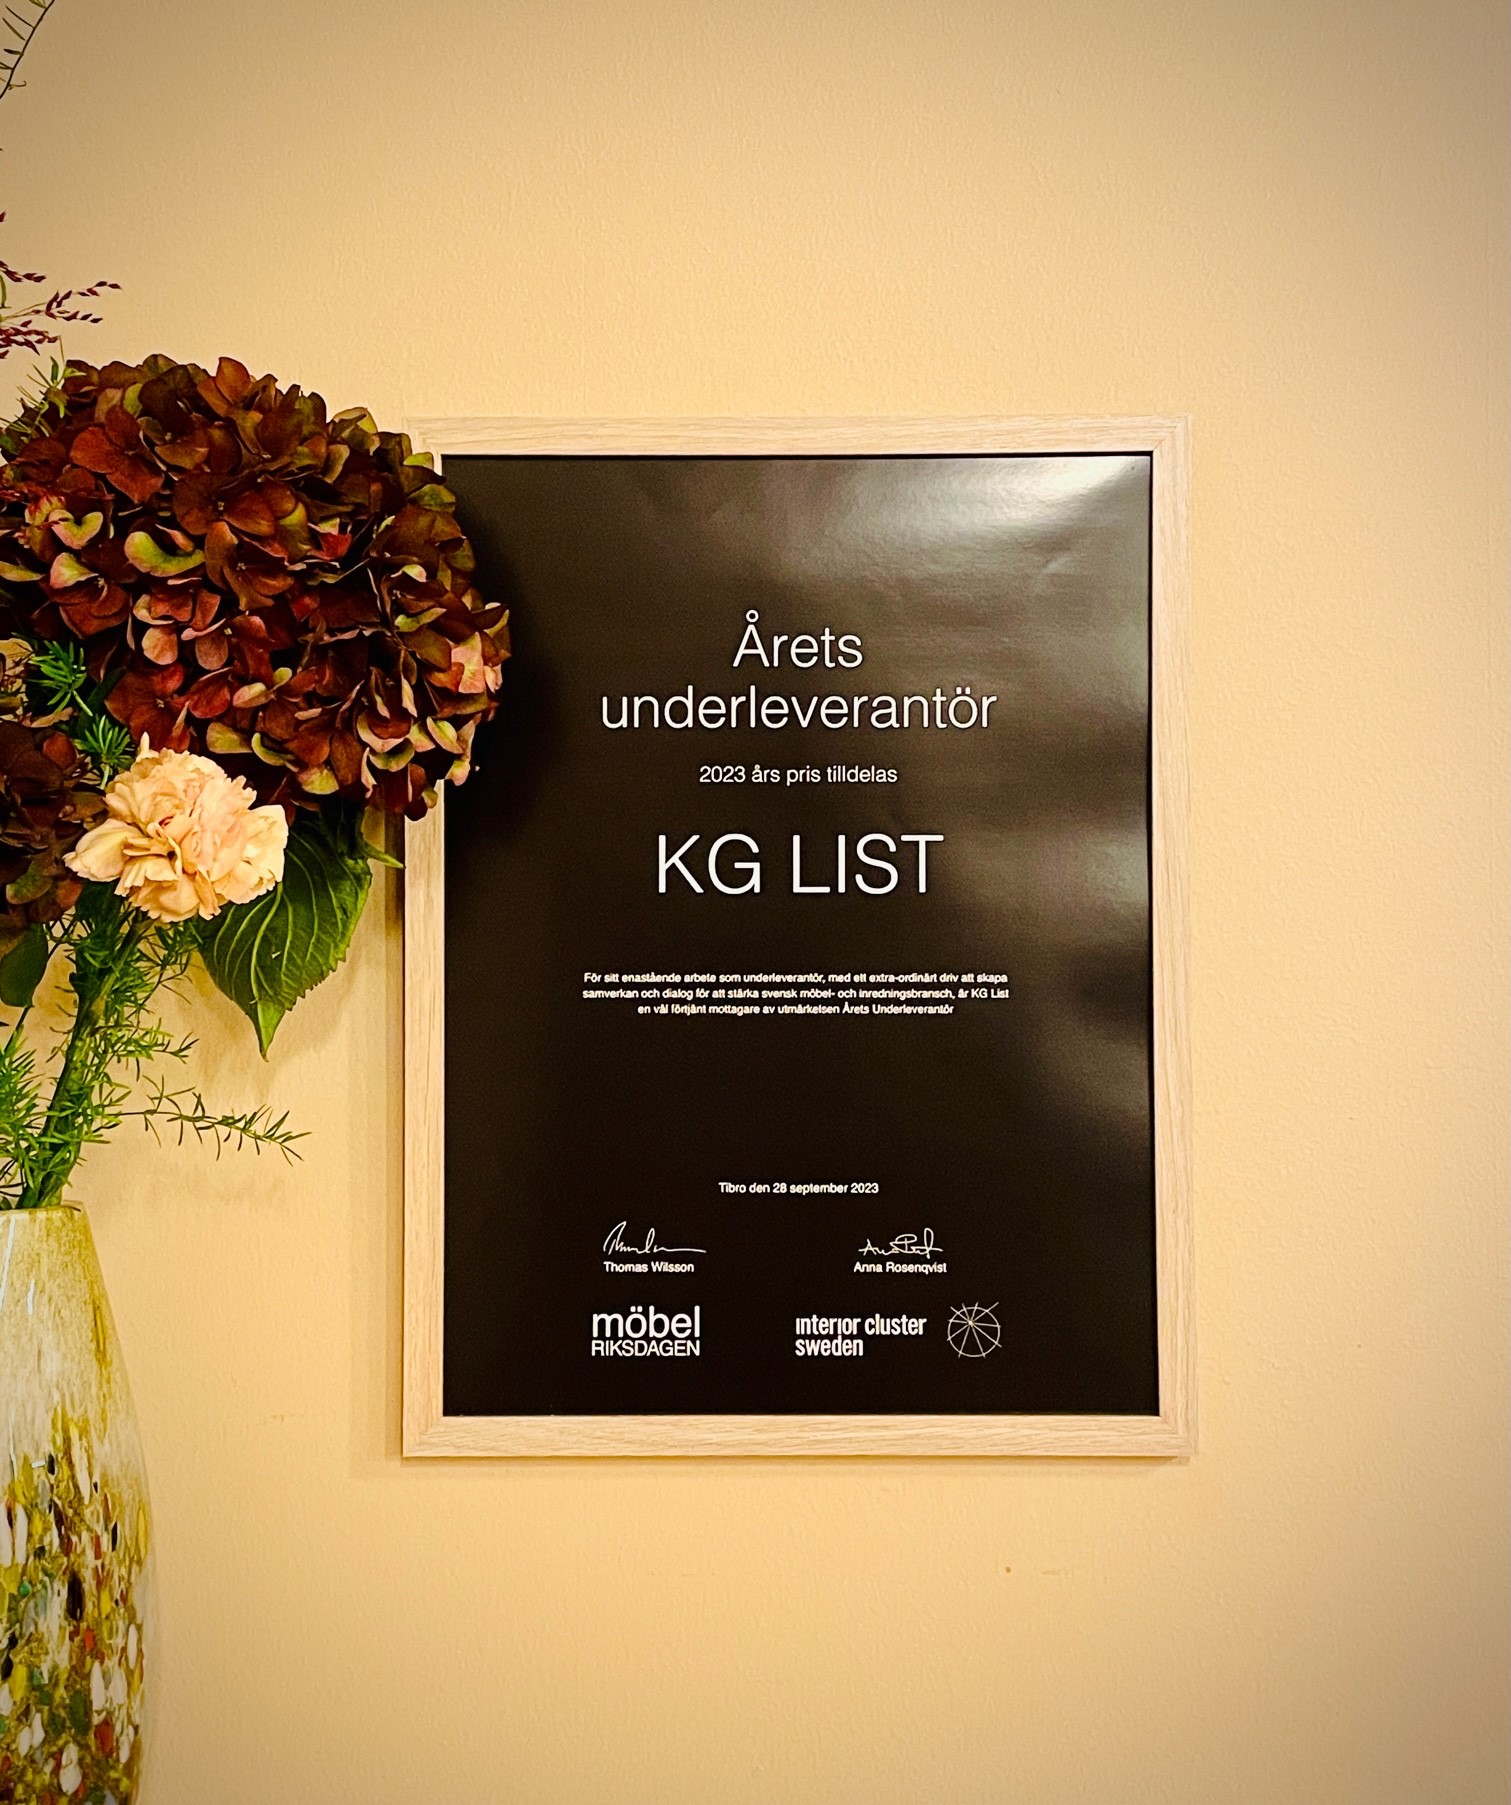 Årets
underleverantör
2023 års pris tilldelas
KG LIST
För sitt enastående arbete som underleverantör, med ett extra-ordinärt driv att skapa
samverkan och dialog för att stärka svensk möbel- och inredningsbransch, är KG List
en väl förtjänt mottagare av utmärkelsen Årets Underleverantör
Tibro den 28 september 2023
Thomas Wilsson
Anna Rosenqvist
möbel
RIKSDAGEN
interior cluster
sweden